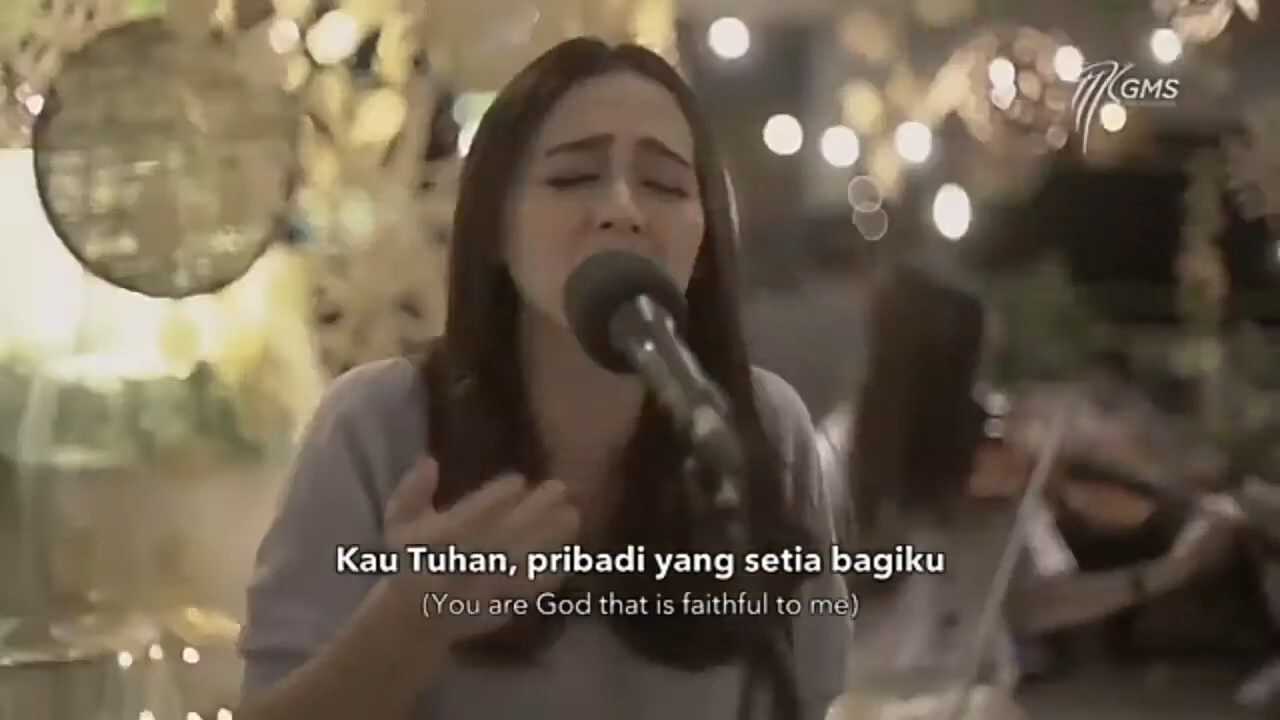 GMS
Kau Tuhan, pribadi yang setia bagiku
(You are God that is faithful to me)